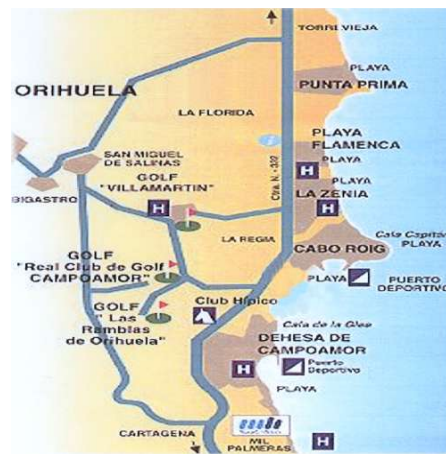 TORREVIEJA
PLAYA
PUNTA PRIMA
ORIHUELA
LA FLORIDA
PLAYA
FLAMENCA
PLAYA
SAN MIGUEL
DE SALINAS
GOLF
"VILLAMARTIN"
Ctra. N - 332
PLAYA
H
H
LA ZENIA
H
BIGASTRO
Cala Capitan
PLAYA
LA REGIA
CABO ROIG
GOLF
"Real Club de Golf
CAMPOAMOR"
PLAYA
PUERTO
DEPORTIVO
GOLF
"Las
Ramblas
de Orihuela"
Club Hípico
Cala de la Glea
DEHESA DE
CAMPOAMOR
H
Puerto
Deportivo
PLAYA
CARTAGENA
MIL
PALMERAS
H